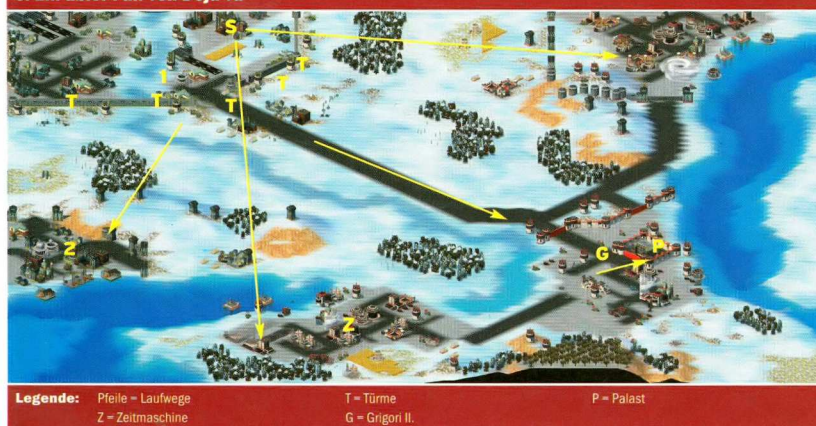 S
1
T
T
T
T
T
Z
Z
G
P
Legende: Pfeile = Laufwege T = Türme P = Palast
Z = Zeitmaschine G = Grigori II.